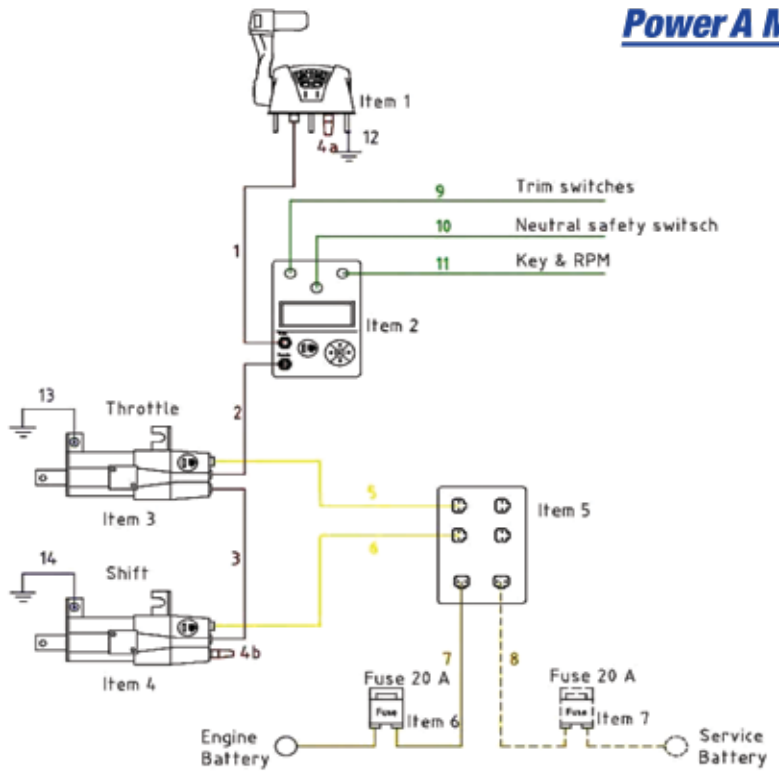 Power A M
Item 1
4a
12
9 Trim switches
10 Neutral safety switsch
11 Key & RPM
1
Item 2
2
13
Throttle
Item 3
5
Item 5
6
3
14
Shift
4b
Item 4
7
8
Fuse 20 A
Fuse
Item 6
Fuse 20 A
Fuse
Item 7
Engine
Battery
Service
Battery